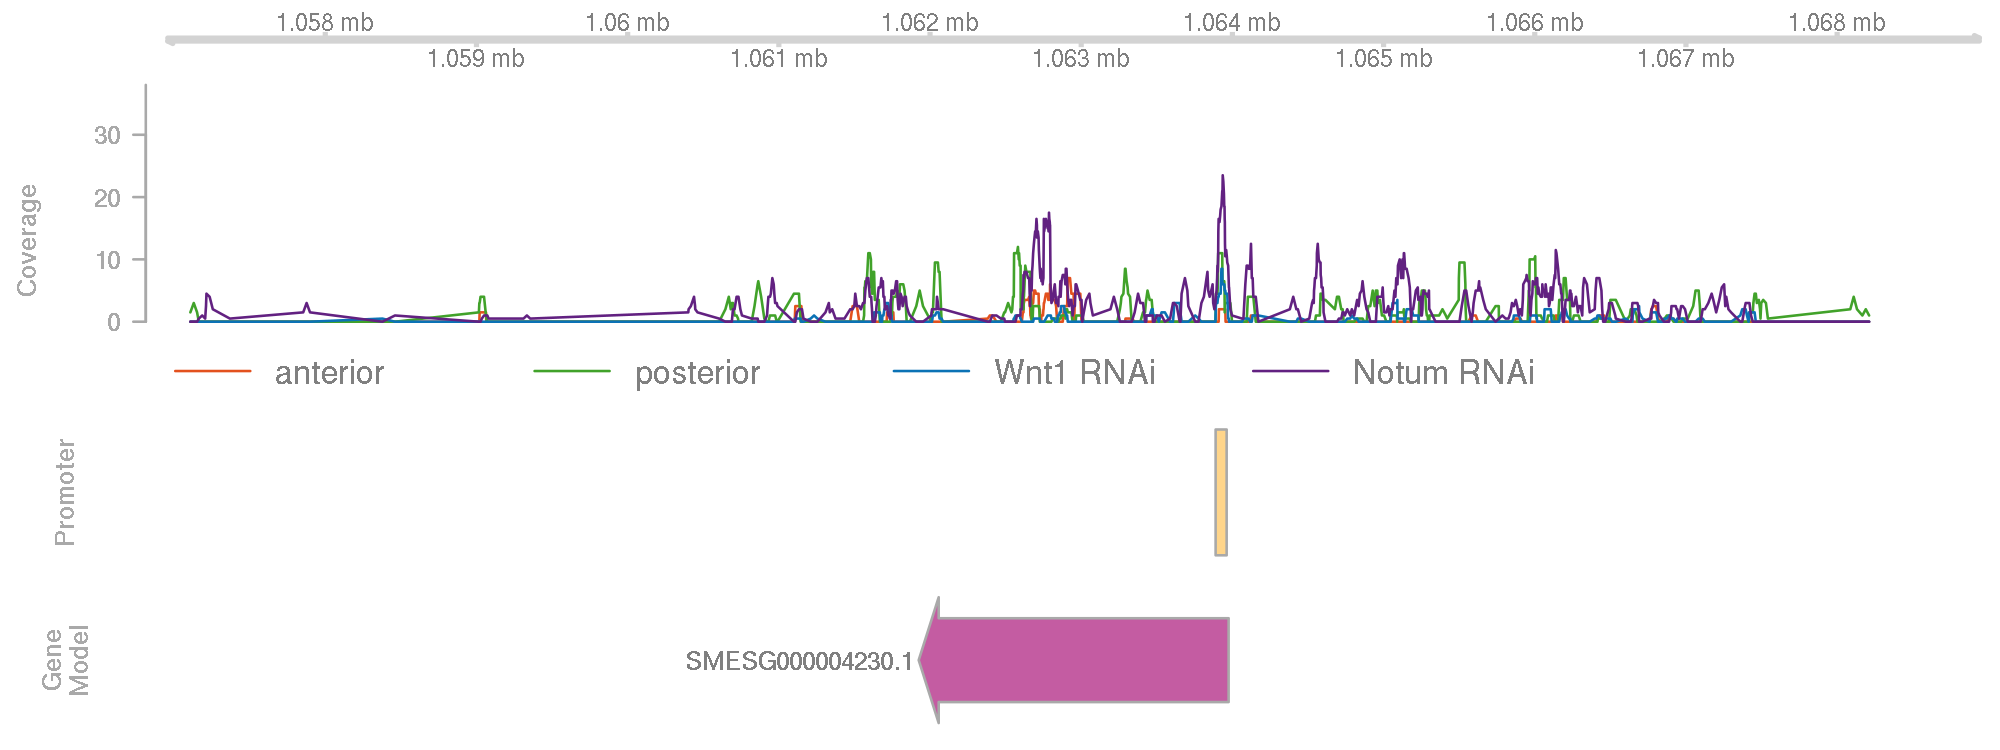 1.058 mb 1.06 mb 1.062 mb 1.064 mb 1.066 mb 1.068 mb
1.059 mb 1.061 mb 1.063 mb 1.065 mb 1.067 mb
Coverage
30
20
10
0
anterior posterior Wnt1 RNAi Notum RNAi
Promoter
Gene
Model
SMESG000004230.1